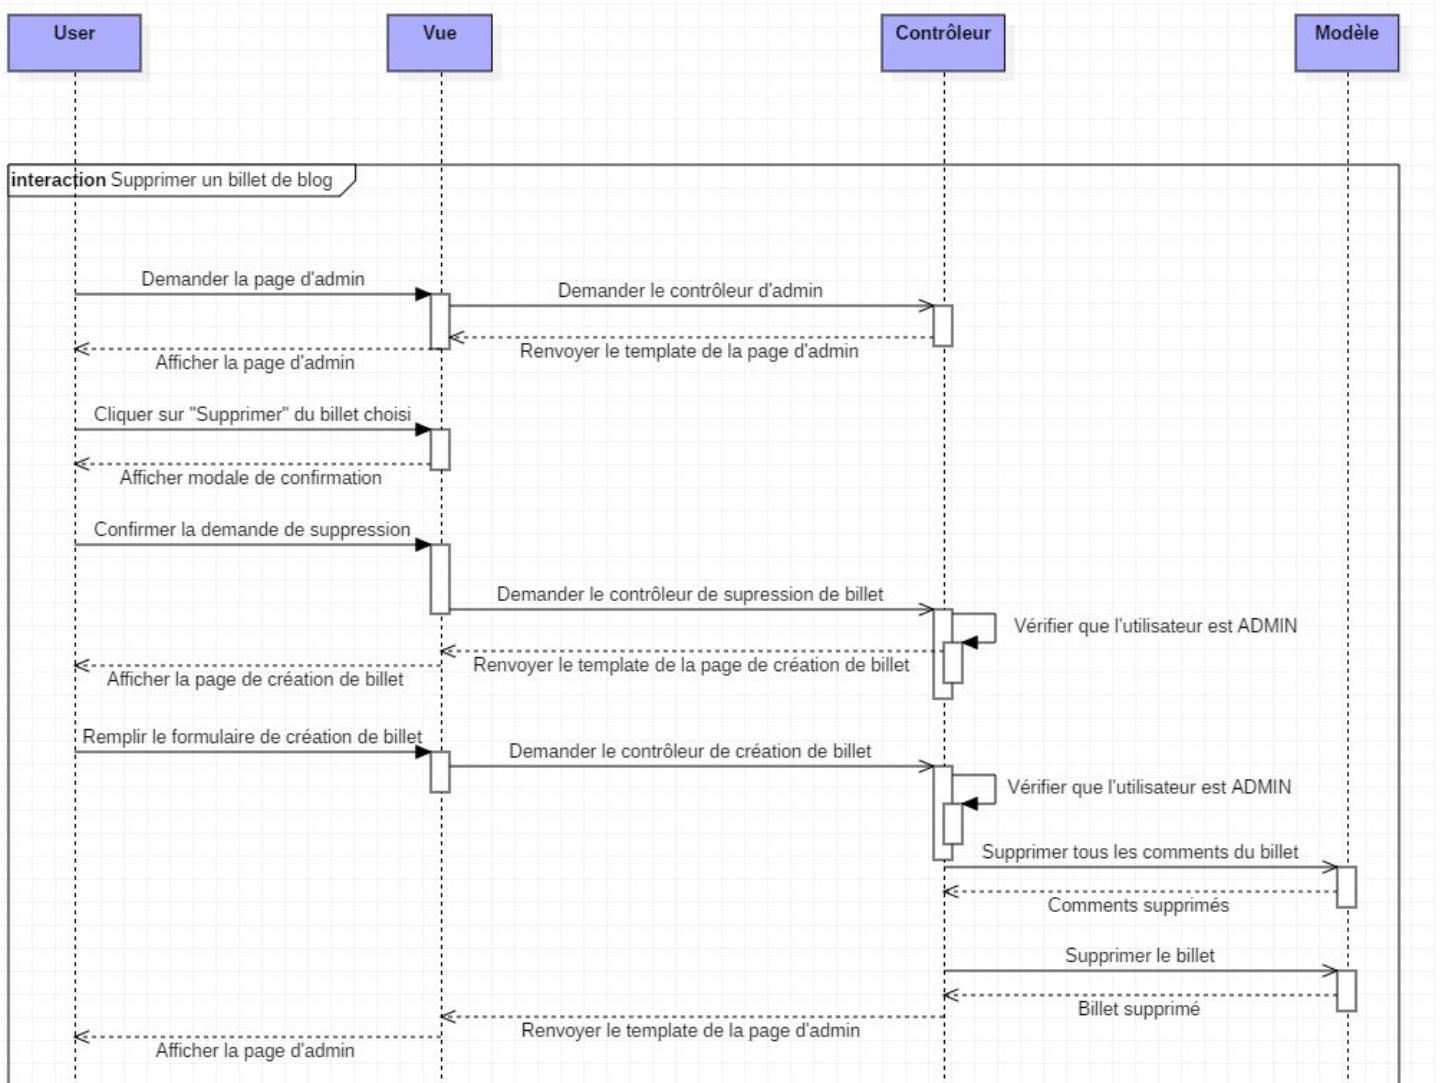 User
Vue
Contrôleur
Modèle
interaction Supprimer un billet de blog
Demander la page d'admin
Demander le contrôleur d'admin
Renvoyer le template de la page d'admin
Afficher la page d'admin
Cliquer sur "Supprimer" du billet choisi
Afficher modale de confirmation
Confirmer la demande de suppression
Demander le contrôleur de supression de billet
Vérifier que l'utilisateur est ADMIN
Renvoyer le template de la page de création de billet
Afficher la page de création de billet
Remplir le formulaire de création de billet
Demander le contrôleur de création de billet
Vérifier que l'utilisateur est ADMIN
Supprimer tous les comments du billet
Comments supprimés
Supprimer le billet
Billet supprimé
Renvoyer le template de la page d'admin
Afficher la page d'admin